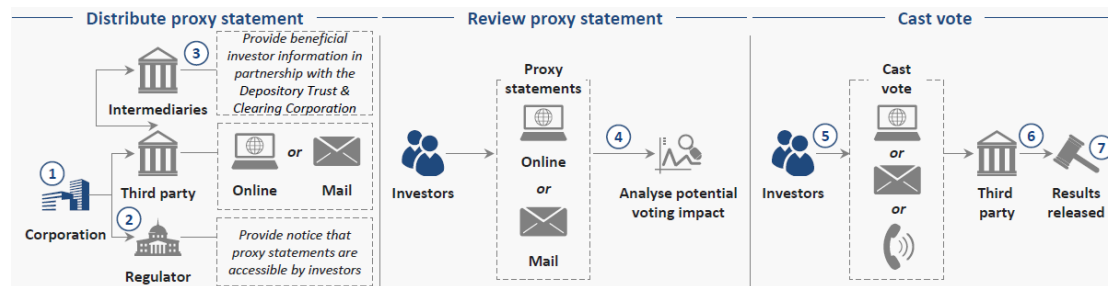 Distribute proxy statement
Review proxy statement
Cast vote
3
Provide beneficial
investor information in
partnership with the
Depository Trust &
Clearing Corporation
Intermediaries
1
Third party
or
Online
Mail
Corporation
2
Regulator
Provide notice that
proxy statements are
accessible by investors
Investors
Proxy
statements
Online
or
Mail
4
Analyse potential
voting impact
Investors
5
Cast
vote
or
or
Third
party
6
7
Results
released